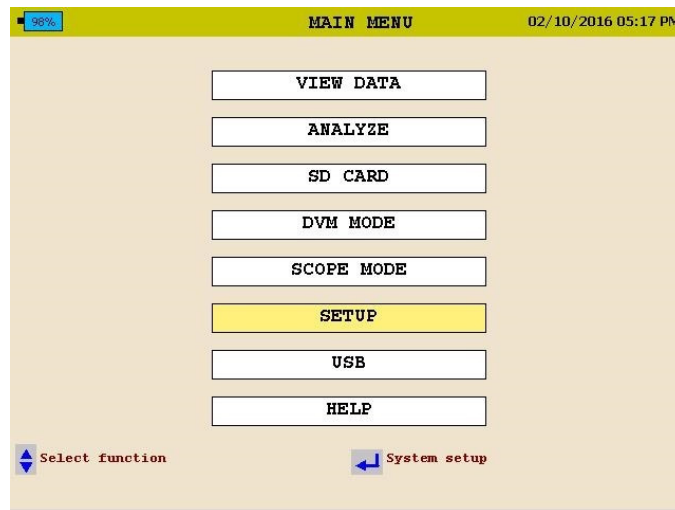 98% MAIN MENU 02/10/2016 05:17 PM
VIEW DATA
ANALYZE
SD CARD
DVM MODE
SCOPE MODE
SETUP
USB
HELP
Select function System setup